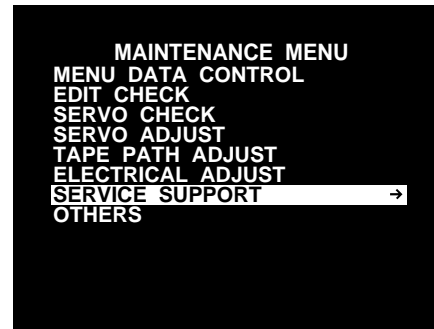 MAINTENANCE MENU
MENU DATA CONTROL
EDIT CHECK
SERVO CHECK
SERVO ADJUST
TAPE PATH ADJUST
ELECTRICAL ADJUST
SERVICE SUPPORT →
OTHERS